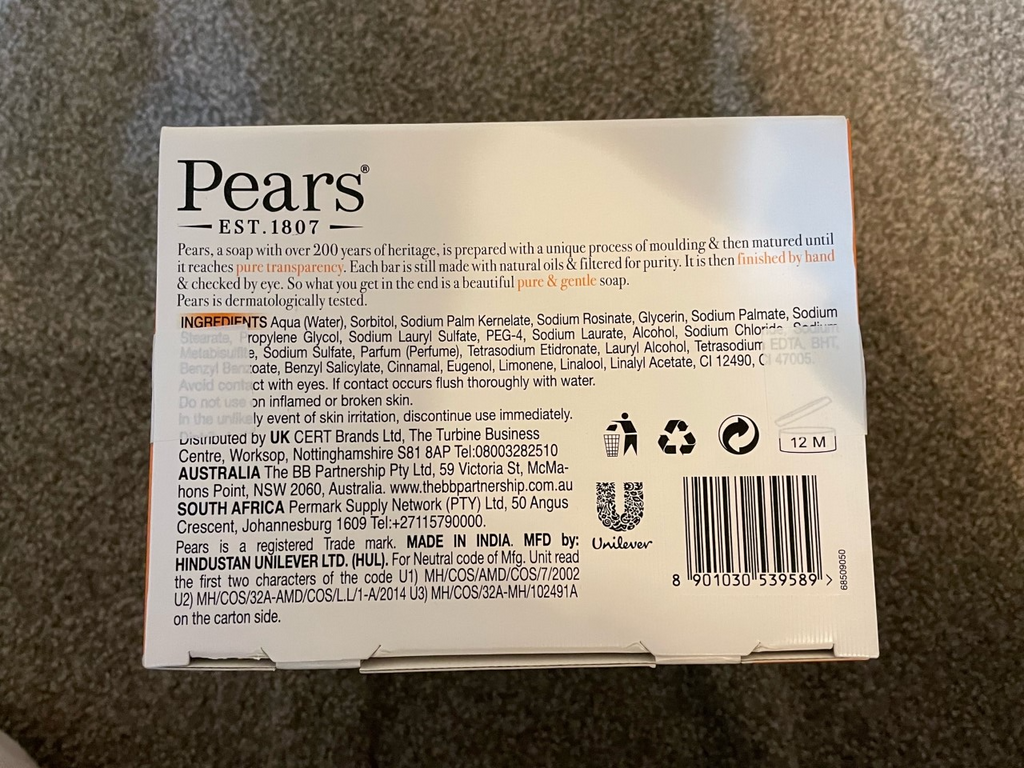 Pears®
EST.1807
Pears, a soap with over 200 years of heritage, is prepared with a unique process of moulding & then matured until
it reaches pure transparency. Each bar is still made with natural oils & filtered for purity. It is then finished by hand
& checked by eye. So what you get in the end is a beautiful pure & gentle soap.
Pears is dermatologically tested.
INGREDIENTS Aqua (Water), Sorbitol, Sodium Palm Kernelate, Sodium Rosinate, Glycerin, Sodium Palmate, Sodium
Stearate, Propylene Glycol, Sodium Lauryl Sulfate, PEG-4, Sodium Laurate, Alcohol, Sodium Chloride, Sodium
Metabisulfite, Sodium Sulfate, Parfum (Perfume), Tetrasodium Etidronate, Lauryl Alcohol, Tetrasodium EDTA, BHT,
Benzyl Benzoate, Benzyl Salicylate, Cinnamal, Eugenol, Limonene, Linalool, Linalyl Acetate, CI 12490, CI 47005.
Avoid contact with eyes. If contact occurs flush thoroughly with water.
Do not use on inflamed or broken skin.
In the unlikely event of skin irritation, discontinue use immediately.
Distributed by UK CERT Brands Ltd, The Turbine Business
Centre, Worksop, Nottinghamshire S81 8AP Tel:08003282510
AUSTRALIA The BB Partnership Pty Ltd, 59 Victoria St, McMa-
hons Point, NSW 2060, Australia. www.thebbpartnership.com.au
SOUTH AFRICA Permark Supply Network (PTY) Ltd, 50 Angus
Crescent, Johannesburg 1609 Tel:+27115790000.
Pears is a registered Trade mark. MADE IN INDIA. MFD by:
HINDUSTAN UNILEVER LTD. (HUL). For Neutral code of Mfg. Unit read
the first two characters of the code U1) MH/COS/AMD/COS/7/2002
U2) MH/COS/32A-AMD/COS/L.L/1-A/2014 U3) MH/COS/32A-MH/102491A
on the carton side.
12 M
Unilever
8 901030 539589 >
68509050